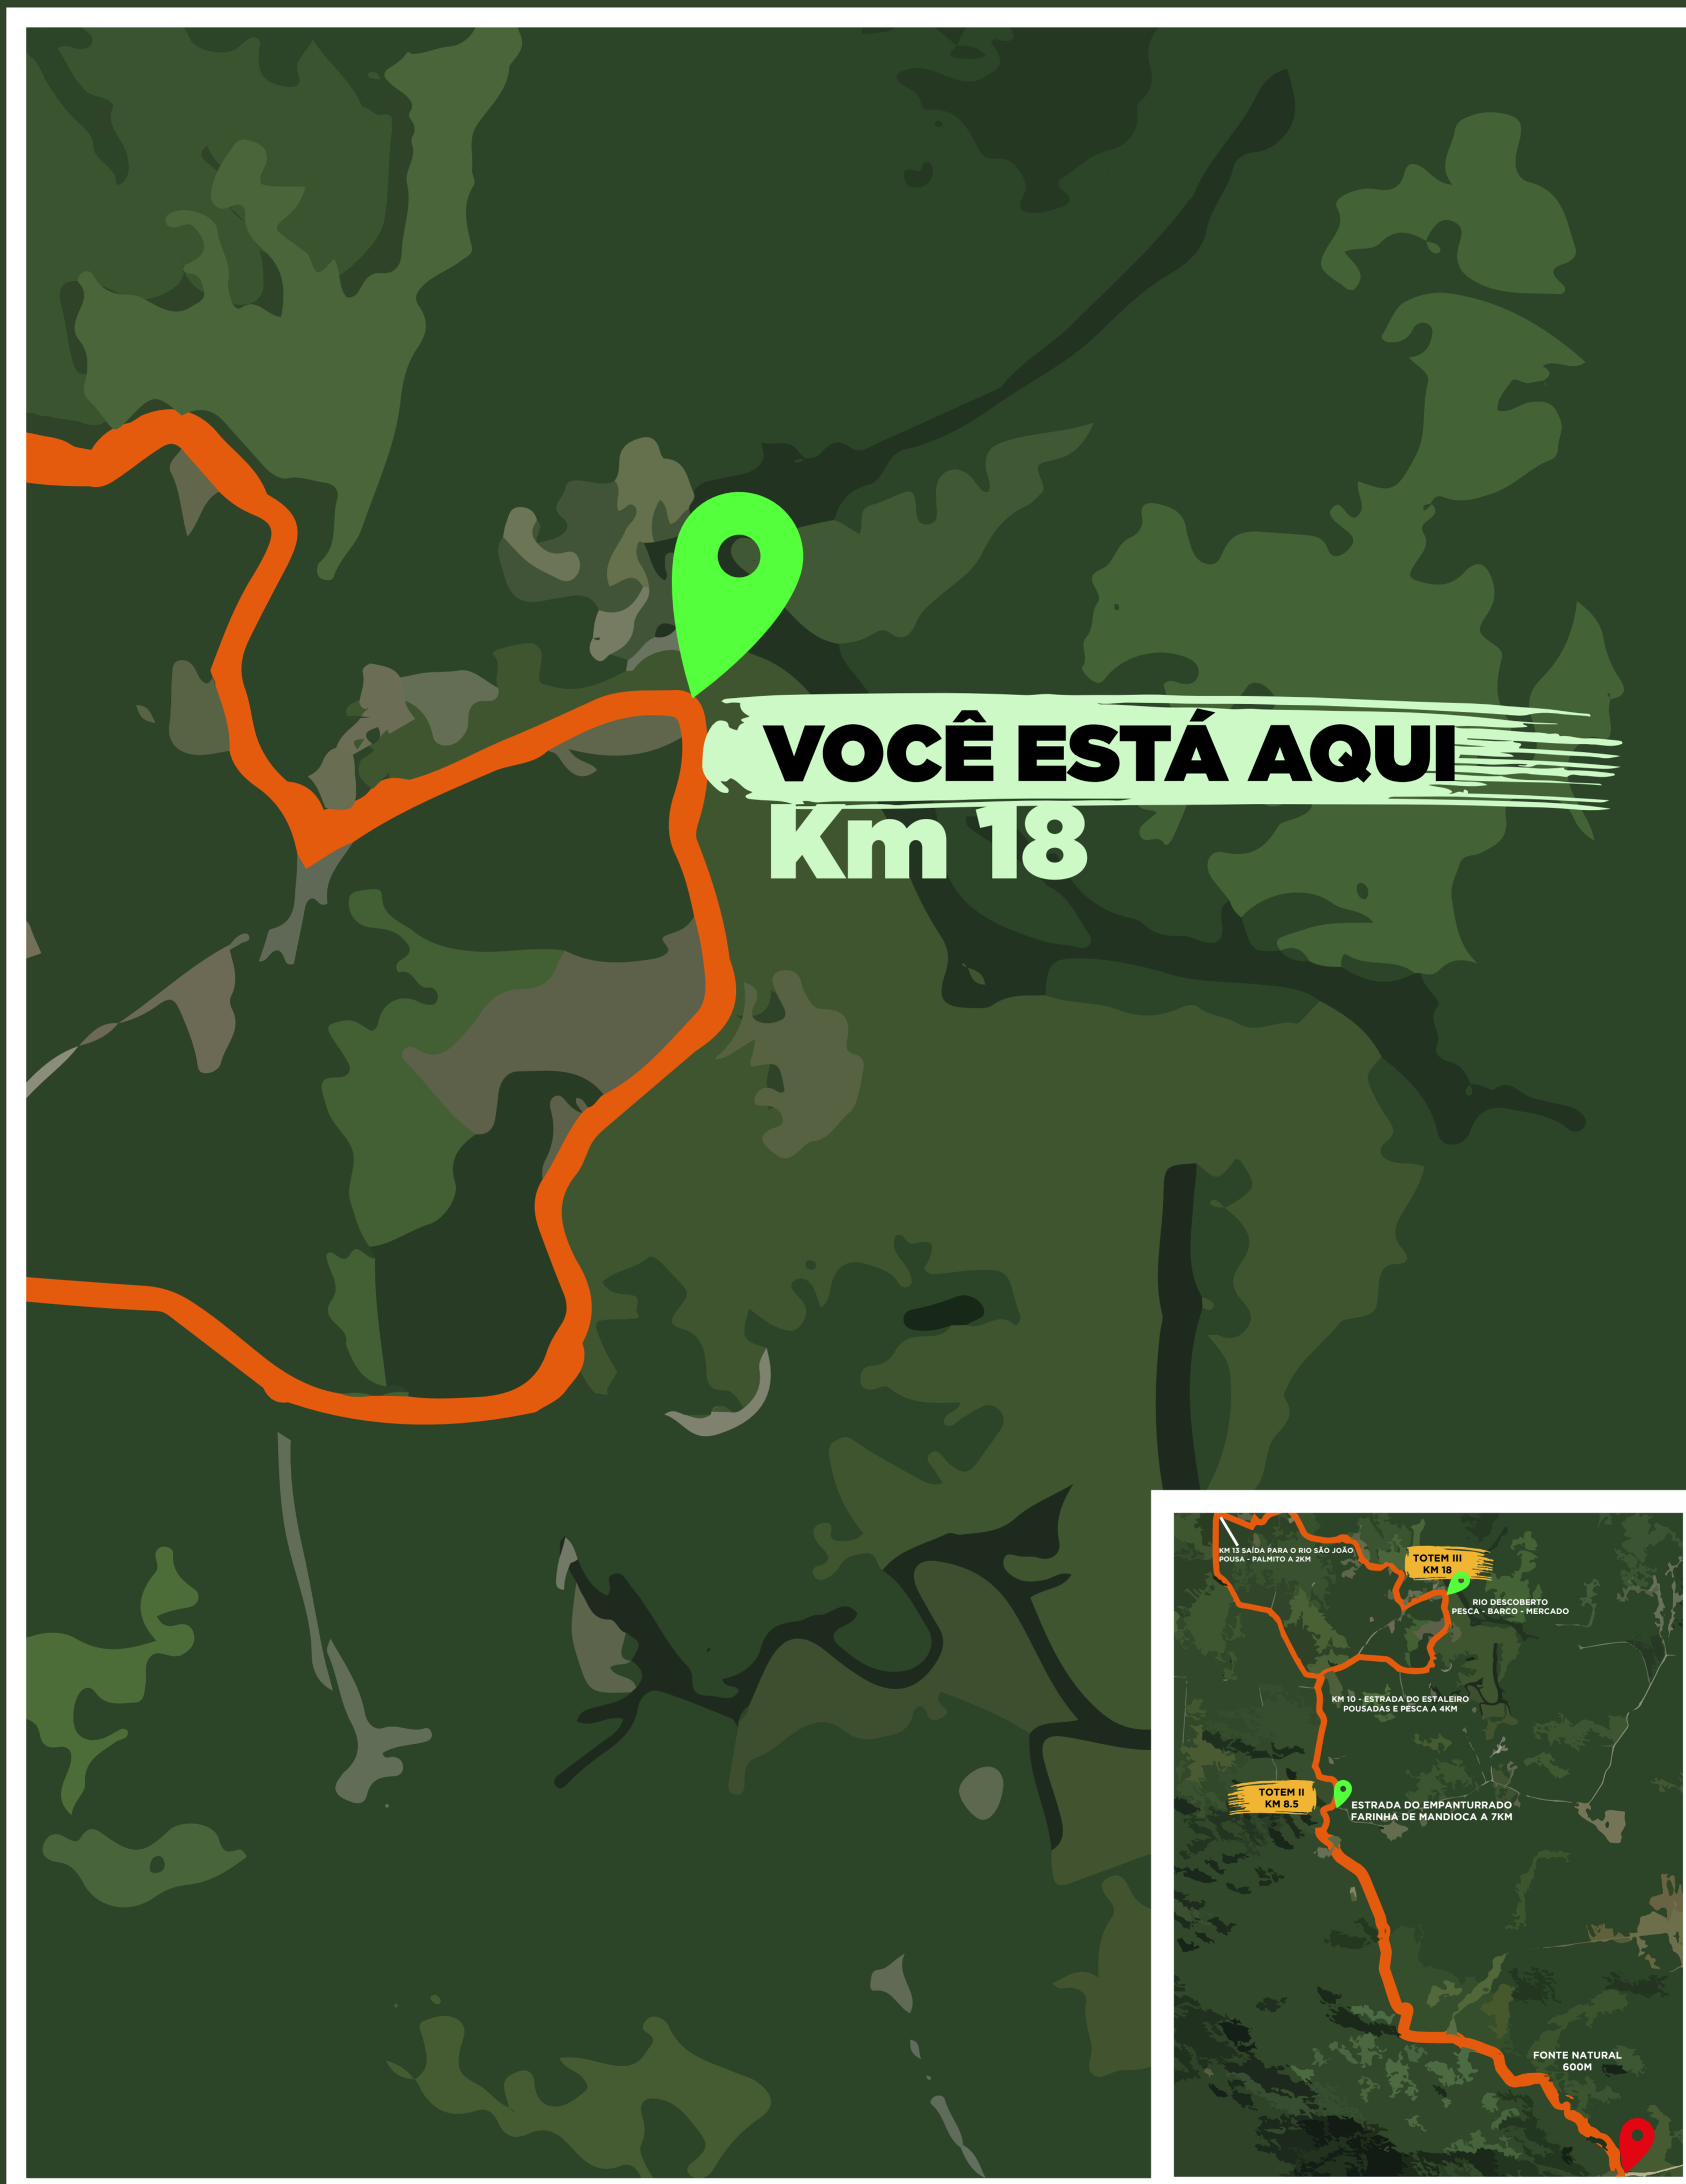 VOCÊ ESTÁ AQUI
Km 18
KM 13 SAÍDA PARA O RIO SÃO JOÃO
POUSA - PALMITO A 2KM
TOTEM III
KM 18
RIO DESCOBERTO
PESCA - BARCO - MERCADO
KM 10 - ESTRADA DO ESTALEIRO
POUSADAS E PESCA A 4KM
TOTEM II
KM 8.5
ESTRADA DO EMPANTURRADO
FARINHA DE MANDIOCA A 7KM
FONTE NATURAL
600M